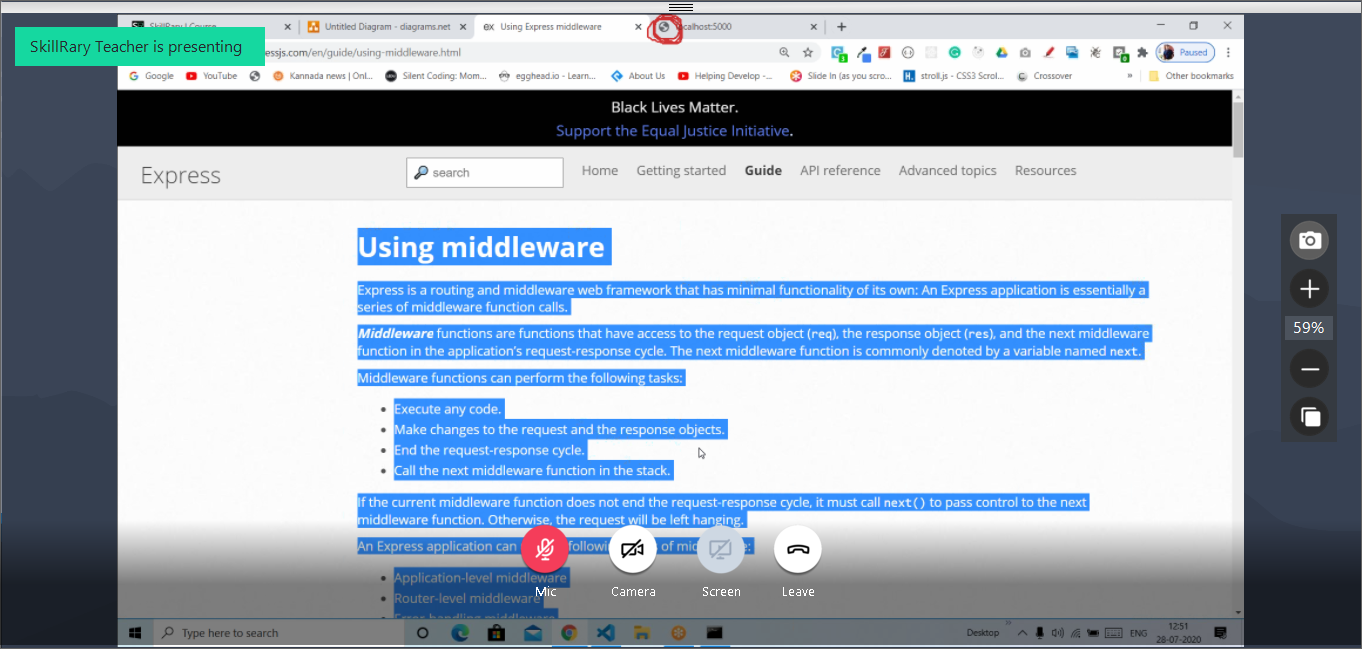 SkillRary | Course
Untitled Diagram - diagrams.net
ex Using Express middleware
calhost:5000
SkillRary Teacher is presenting
essjs.com/en/guide/using-middleware.html
Paused
Google
YouTube
Kannada news | Onl...
Silent Coding: Mom...
egghead.io - Learn...
About Us
Helping Develop -...
Slide In (as you scro...
stroll.js - CSS3 Scrol...
Crossover
»
Other bookmarks
Black Lives Matter.
Support the Equal Justice Initiative.
Express
search
Home
Getting started
Guide
API reference
Advanced topics
Resources
Using middleware
Express is a routing and middleware web framework that has minimal functionality of its own: An Express application is essentially a
series of middleware function calls.
Middleware functions are functions that have access to the request object (req), the response object (res), and the next middleware
function in the application's request-response cycle. The next middleware function is commonly denoted by a variable named next.
Middleware functions can perform the following tasks:
• Execute any code.
• Make changes to the request and the response objects.
• End the request-response cycle.
• Call the next middleware function in the stack.
If the current middleware function does not end the request-response cycle, it must call next() to pass control to the next
middleware function. Otherwise, the request will be left hanging.
An Express application can followin of mid e:
• Application-level middleware
• Router-level middleware
• Error-handling middleware
59%
Mic
Camera
Screen
Leave
Type here to search
Desktop
»
ENG
12:51
28-07-2020